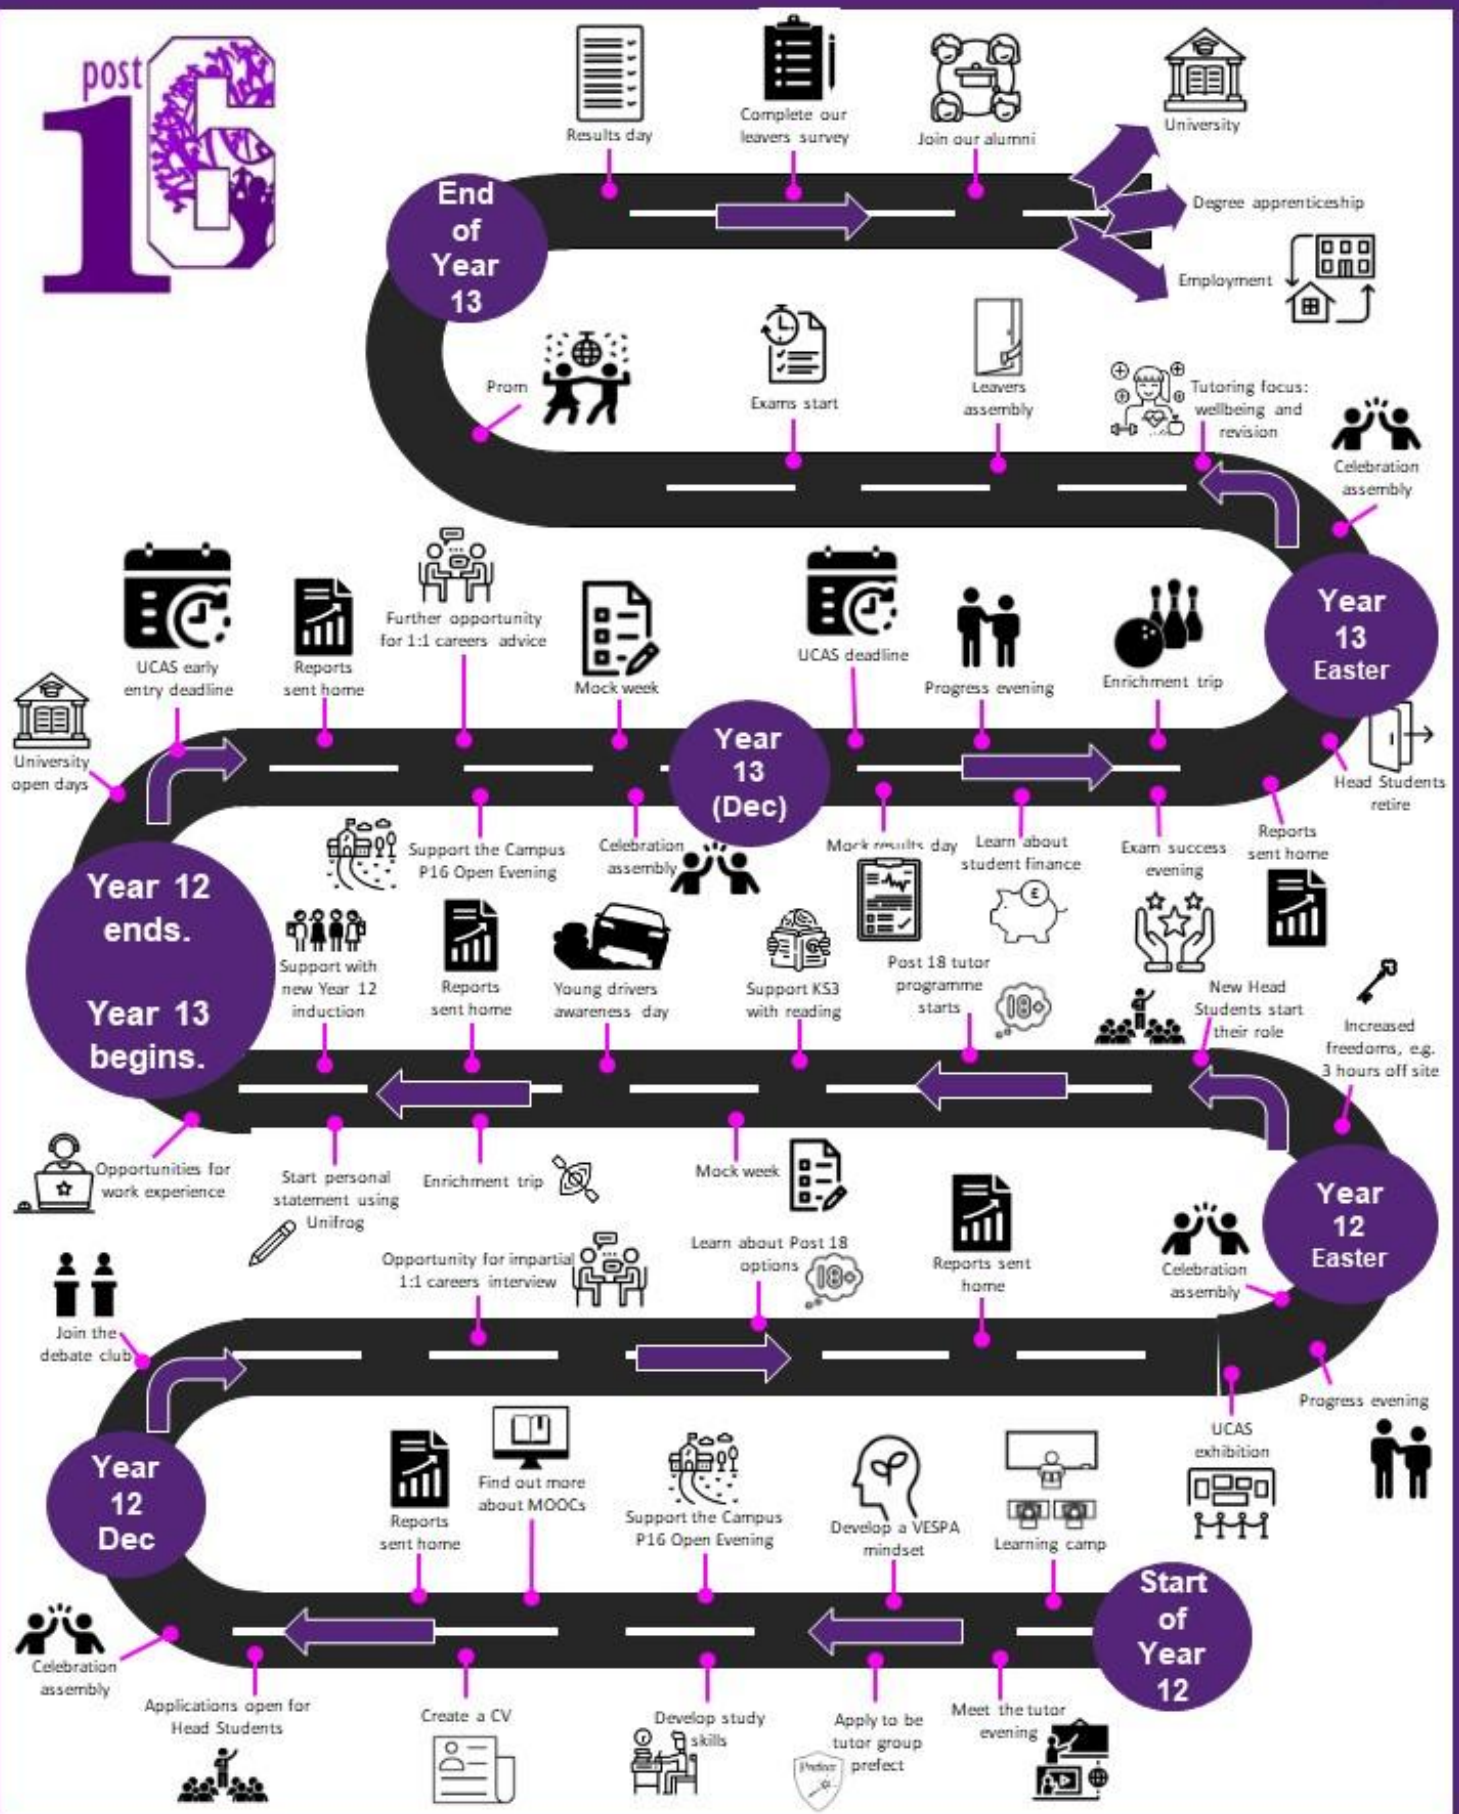 post
16
Results day
Complete our
leavers survey
Join our alumni
University
Degree apprenticeship
Employment
End
of
Year
13
Prom
Exams start
Leavers
assembly
Tutoring focus:
wellbeing and
revision
Celebration
assembly
Year
13
Easter
University
open days
UCAS early
entry deadline
Reports
sent home
Further opportunity
for 1:1 careers advice
Mock week
Year
13
(Dec)
UCAS deadline
Progress evening
Enrichment trip
Head Students
retire
Support the Campus
P16 Open Evening
Celebration
assembly
Mock results day
Learn about
student finance
£
Exam success
evening
Reports
sent home
Year 12
ends.
Year 13
begins.
Support with
new Year 12
induction
Reports
sent home
Young drivers
awareness day
Support KS3
with reading
Post 18 tutor
programme
starts
18+
New Head
Students start
their role
Increased
freedoms, e.g.
3 hours off site
Opportunities for
work experience
Start personal
statement using
Unifrog
Enrichment trip
Mock week
Year
12
Easter
Join the
debate club
Opportunity for impartial
1:1 careers interview
Learn about Post 18
options
18+
Reports sent
home
Celebration
assembly
Progress evening
UCAS
exhibition
Year
12
Dec
Reports
sent home
Find out more
about MOOCs
Support the Campus
P16 Open Evening
Develop a VESPA
mindset
Learning camp
Start
of
Year
12
Celebration
assembly
Applications open for
Head Students
Create a CV
Develop study
skills
Apply to be
tutor group
prefect
Prefect
Meet the tutor
evening